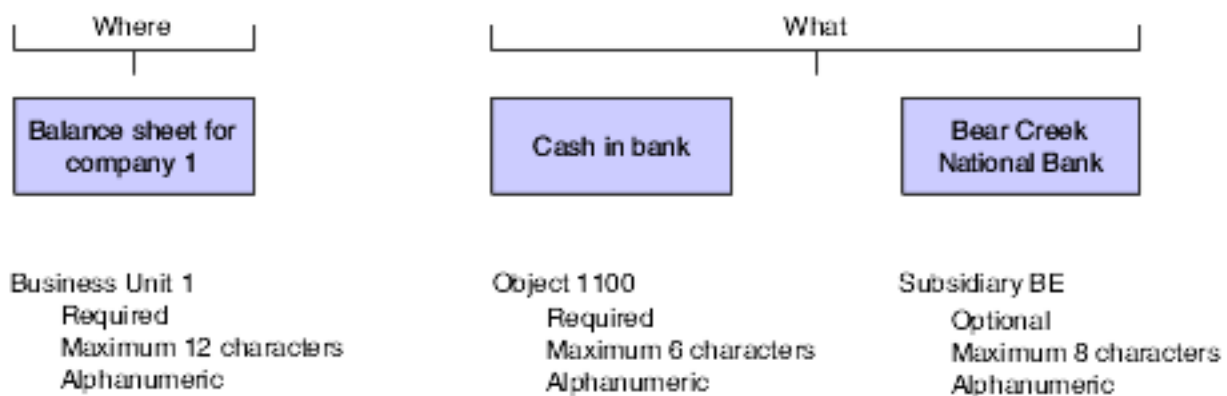 Where
What
Balance sheet for
company 1
Cash in bank
Bear Creek
National Bank
Business Unit 1
Required
Maximum 12 characters
Alphanumeric
Object 1100
Required
Maximum 6 characters
Alphanumeric
Subsidiary BE
Optional
Maximum 8 characters
Alphanumeric